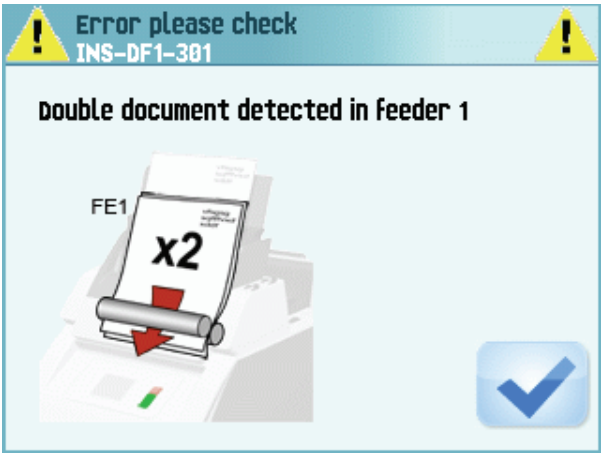 Error please check
INS-DF1-301
Double document detected in feeder 1
FE1
x2